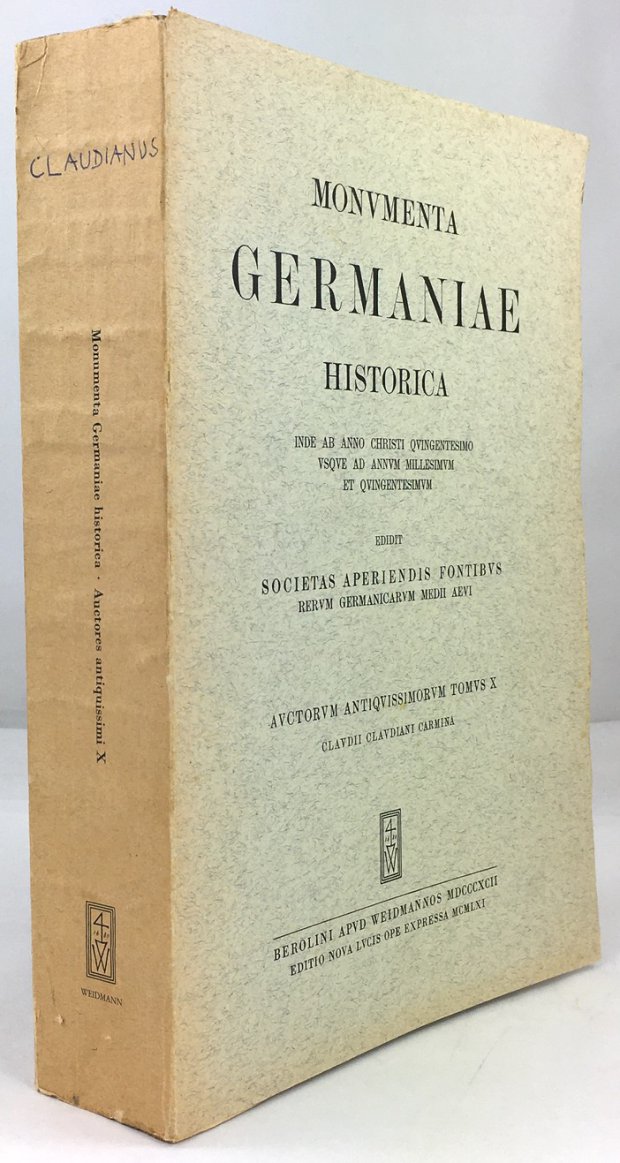 CLAUDIANUS
Monumenta Germaniae historica · Auctores antiquissimi X
WEIDMANN
MONVMENTA
GERMANIAE
HISTORICA
INDE AB ANNO CHRISTI QVINGENTESIMO
VSQVE AD ANNVM MILLESIMVM
ET QVINGENTESIMVM
EDIDIT
SOCIETAS APERIENDIS FONTIBVS
RERVM GERMANICARVM MEDII AEVI
AVCTORVM ANTIQVISSIMORVM TOMVS X
CLAVDII CLAVDIANI CARMINA
BEROLINI APVD WEIDMANNOS MDCCCXCII
EDITIO NOVA LVCIS OPE EXPRESSA MCMLXI